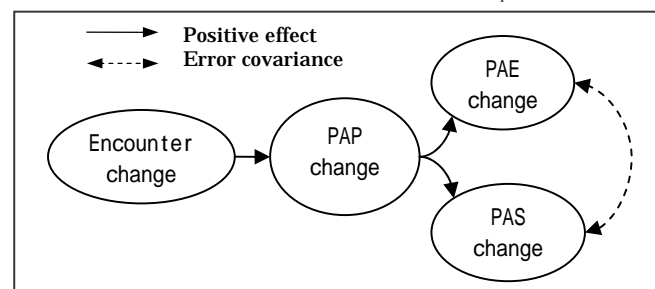 Positive effect
Error covariance
PAE
change
Encounter
change
PAP
change
PAS
change